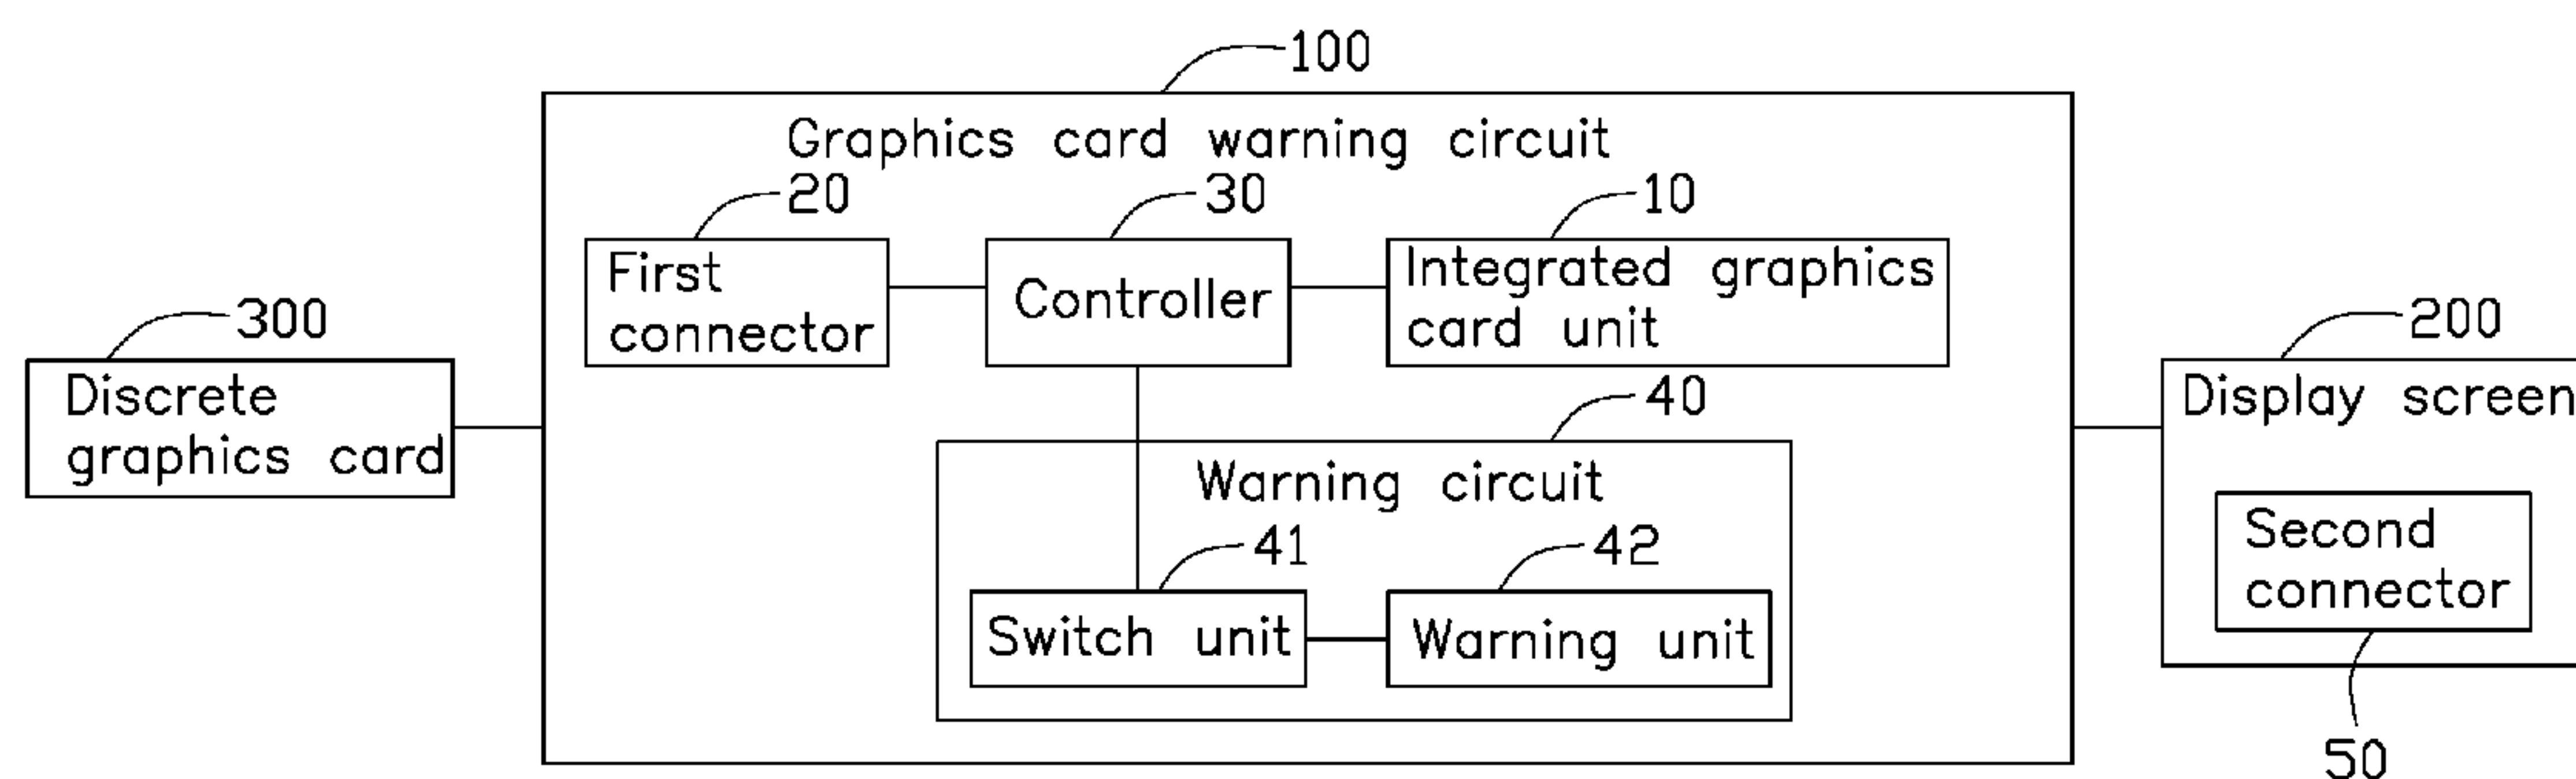 100
Graphics card warning circuit
20
30
10
First
connector
Controller
Integrated graphics
card unit
300
Discrete
graphics card
200
Display screen
40
Warning circuit
41
42
Switch unit
Warning unit
Second
connector
50